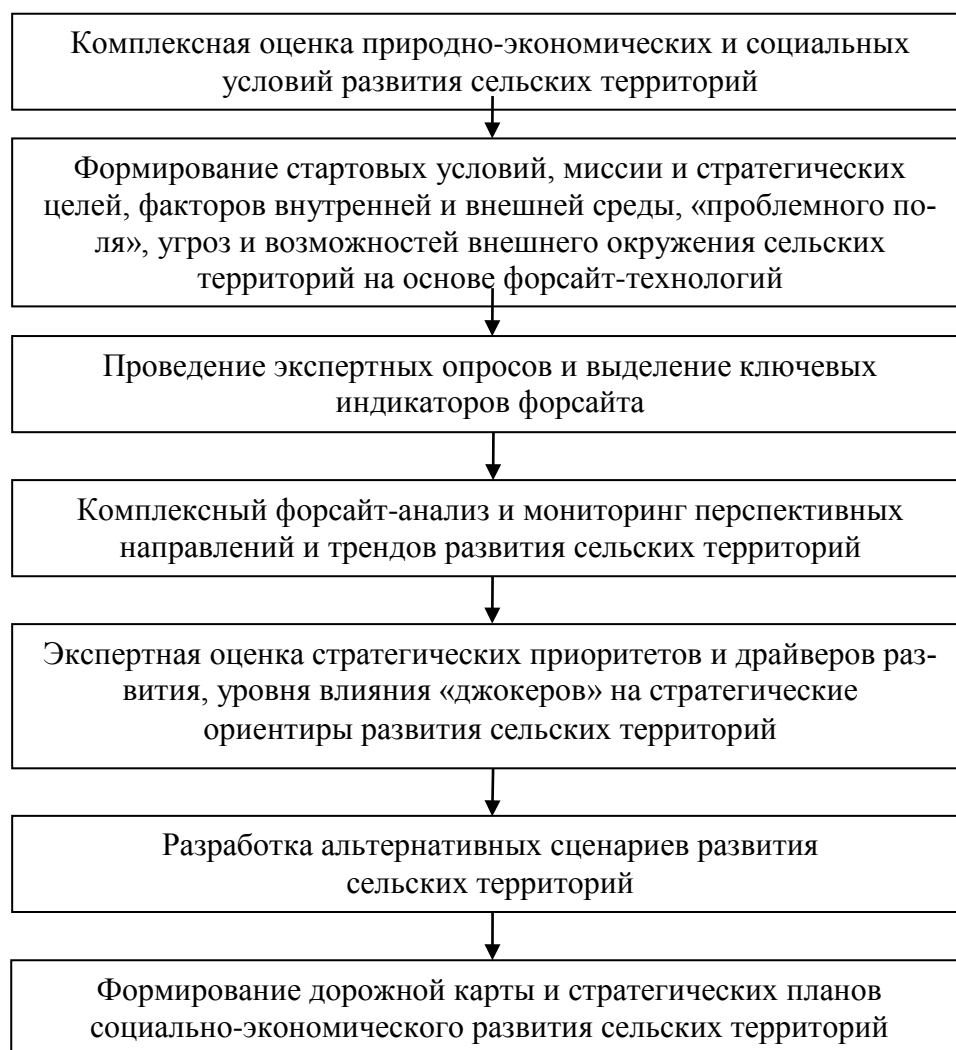 Комплексная оценка природно-экономических и социальных
условий развития сельских территорий
Формирование стартовых условий, миссии и стратегических
целей, факторов внутренней и внешней среды, «проблемного по-
ля», угроз и возможностей внешнего окружения сельских
территорий на основе форсайт-технологий
Проведение экспертных опросов и выделение ключевых
индикаторов форсайта
Комплексный форсайт-анализ и мониторинг перспективных
направлений и трендов развития сельских территорий
Экспертная оценка стратегических приоритетов и драйверов раз-
вития, уровня влияния «джокеров» на стратегические
ориентиры развития сельских территорий
Разработка альтернативных сценариев развития
сельских территорий
Формирование дорожной карты и стратегических планов
социально-экономического развития сельских территорий